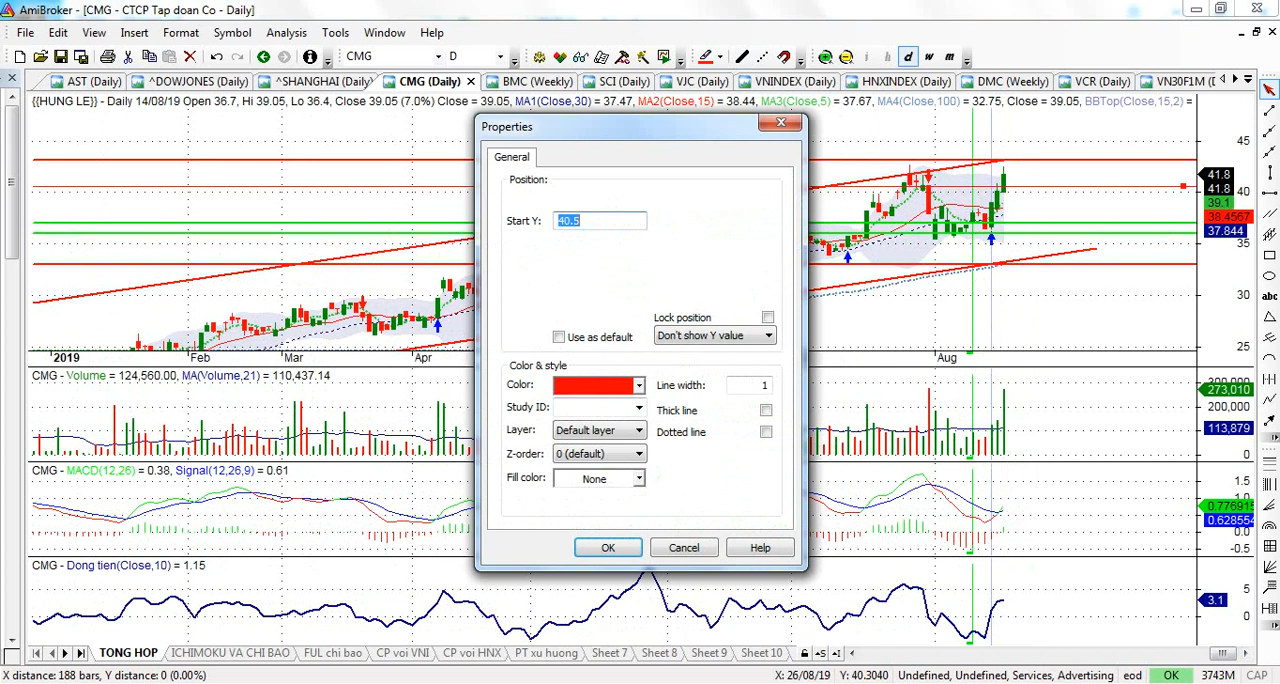 AmiBroker - [CMG - CTCP Tap doan Co - Daily]
File Edit View Insert Format Symbol Analysis Tools Window Help
CMG D d w m
AST (Daily) ^DOWJONES (Daily) ^SHANGHAI (Daily) CMG (Daily) BMC (Weekly) SCI (Daily) VJC (Daily) VNINDEX (Daily) HNXINDEX (Daily) DMC (Weekly) VCR (Daily) VN30F1M (D
{{HUNG LE}} - Daily 14/08/19 Open 36.7, Hi 39.05, Lo 36.4, Close 39.05 (7.0%) Close = 39.05, MA1(Close,30) = 37.47, MA2(Close,15) = 38.44, MA3(Close,5) = 37.67, MA4(Close,100) = 32.75, Close = 39.05, BBTop(Close,15,2) =
Properties
General
Position:
Start Y: 40.5
Lock position
Use as default Don't show Y value
Color & style
Color: Line width: 1
Study ID: Thick line
Layer: Default layer Dotted line
Z-order: 0 (default)
Fill color: None
OK Cancel Help
45
41.8
40
41.8
39.1
38.4567
37.844
35
30
25
2019 Feb Mar Apr Aug
CMG - Volume = 124,560.00, MA(Volume,21) = 110,437.14
300,000
273,010
200,000
113,879
CMG - MACD(12,26) = 0.38, Signal(12,26,9) = 0.61
1.5
1.0
0.776915
0.628554
0.0
-0.5
CMG - Dong tien(Close,10) = 1.15
5
3.1
0
TONG HOP ICHIMOKU VA CHI BAO FUL chi bao CP voi VNI CP voi HNX PT xu huong Sheet 7 Sheet 8 Sheet 9 Sheet 10
X distance: 188 bars, Y distance: 0 (0.00%) X: 26/08/19 Y: 40.3040 Undefined, Undefined, Services, Advertising eod OK 3743M CAP
abc